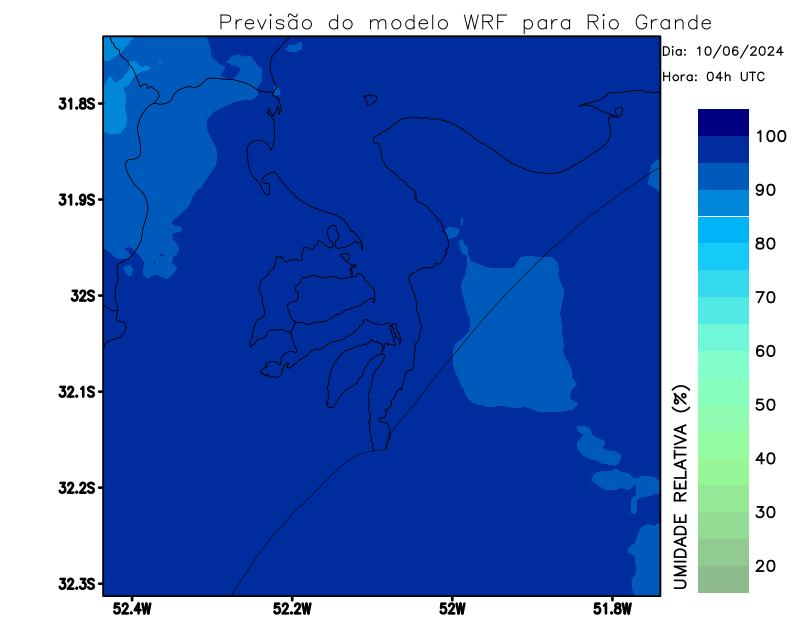 Previsão do modelo WRF para Rio Grande
Dia: 10/06/2024
Hora: 04h UTC
31.8S
31.9S
32S
32.1S
32.2S
32.3S
52.4W
52.2W
52W
51.8W
UMIDADE RELATIVA (%)
100
90
80
70
60
50
40
30
20